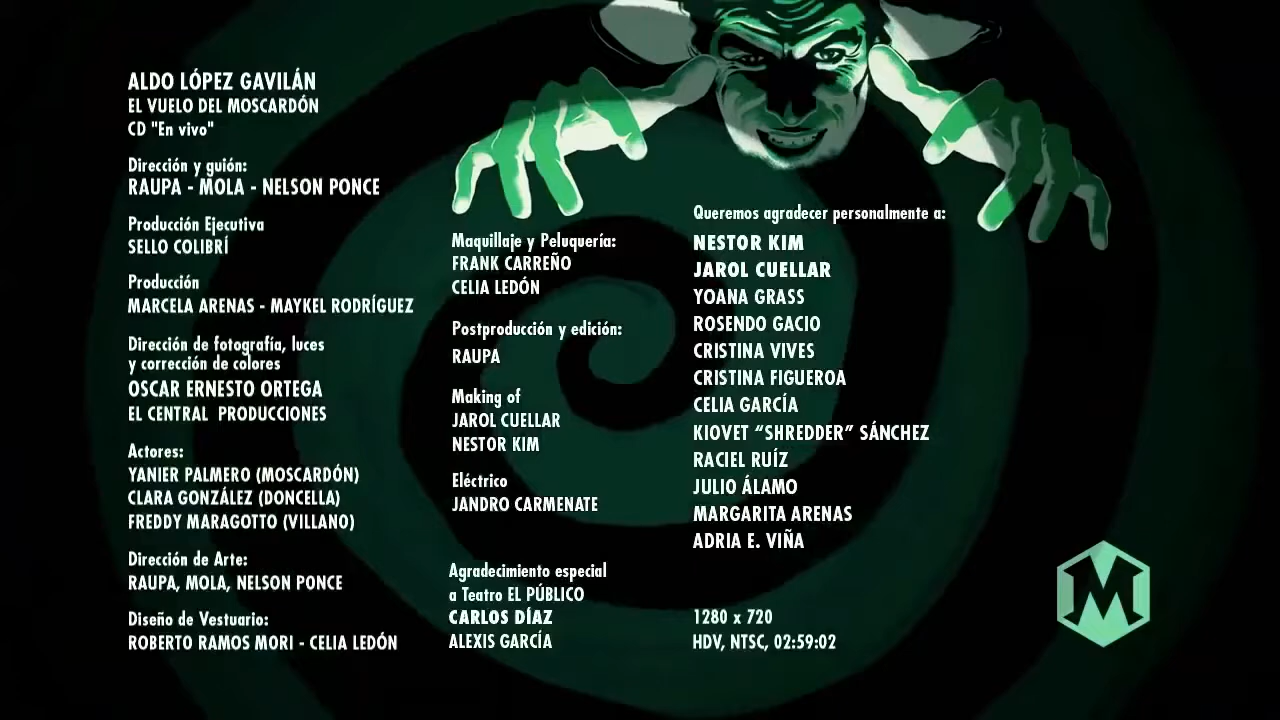 ALDO LÓPEZ GAVILÁN
EL VUELO DEL MOSCARDÓN
CD "En vivo"
Dirección y guión:
RAUPA - MOLA - NELSON PONCE
Producción Ejecutiva
SELLO COLIBRÍ
Producción
MARCELA ARENAS - MAYKEL RODRÍGUEZ
Dirección de fotografía, luces
y corrección de colores
OSCAR ERNESTO ORTEGA
EL CENTRAL PRODUCCIONES
Actores:
YANIER PALMERO (MOSCARDÓN)
CLARA GONZÁLEZ (DONCELLA)
FREDDY MARAGOTTO (VILLANO)
Dirección de Arte:
RAUPA, MOLA, NELSON PONCE
Diseño de Vestuario:
ROBERTO RAMOS MORI - CELIA LEDÓN
Maquillaje y Peluquería:
FRANK CARREÑO
CELIA LEDÓN
Postproducción y edición:
RAUPA
Making of
JAROL CUELLAR
NESTOR KIM
Eléctrico
JANDRO CARMENATE
Agradecimiento especial
a Teatro EL PÚBLICO
CARLOS DÍAZ
ALEXIS GARCÍA
Queremos agradecer personalmente a:
NESTOR KIM
JAROL CUELLAR
YOANA GRASS
ROSENDO GACIO
CRISTINA VIVES
CRISTINA FIGUEROA
CELIA GARCÍA
KIOVET “SHREDDER” SÁNCHEZ
RACIEL RUÍZ
JULIO ÁLAMO
MARGARITA ARENAS
ADRIA E. VIÑA
1280 x 720
HDV, NTSC, 02:59:02
M